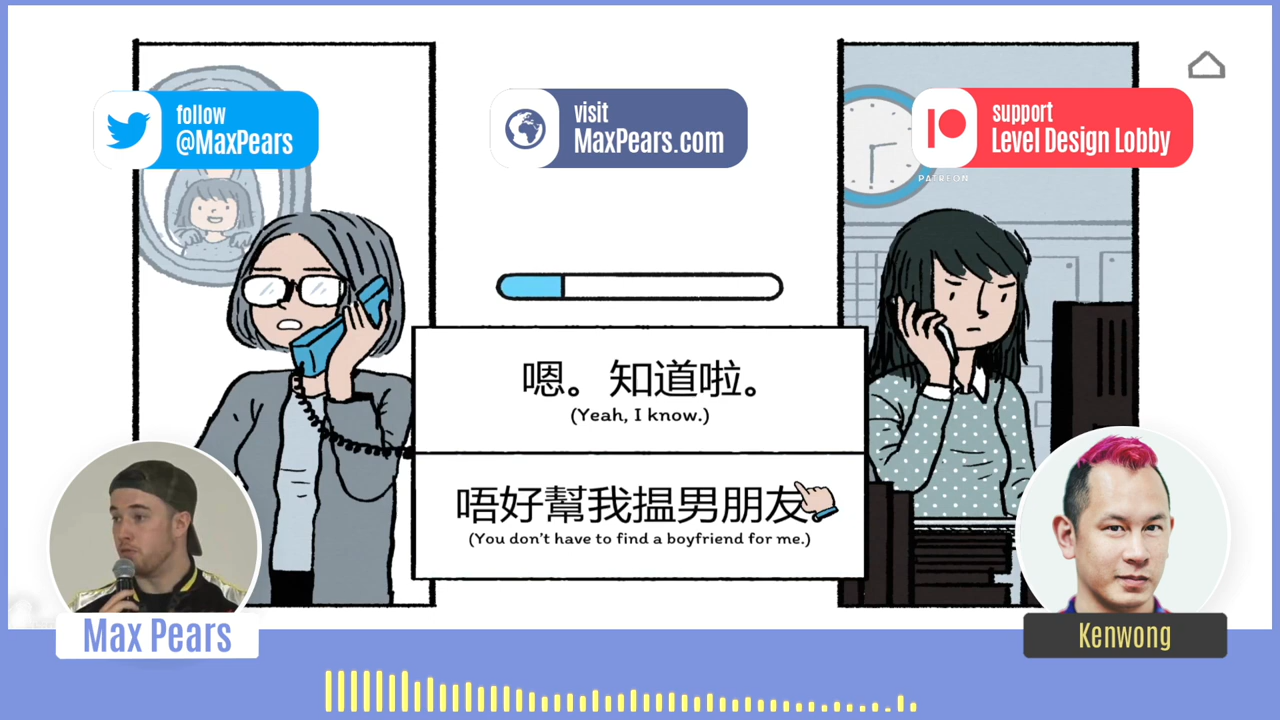 follow
@MaxPears
visit
MaxPears.com
support
Level Design Lobby
PATREON
嗯。知道啦。
(Yeah, I know.)
唔好幫我揾男朋友
(You don't have to find a boyfriend for me.)
Max Pears
Kenwong